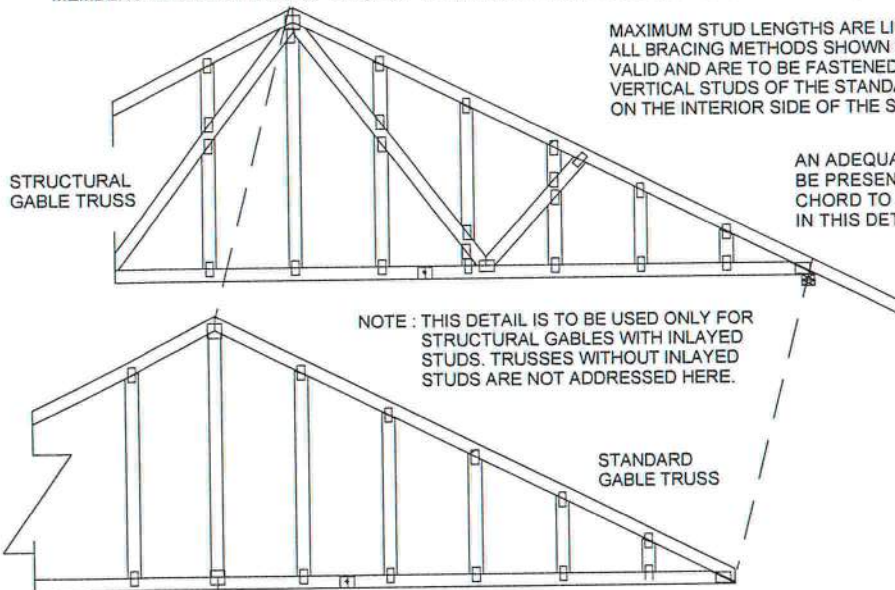 MAXIMUM STUD LENGTHS ARE LI
ALL BRACING METHODS SHOWN
VALID AND ARE TO BE FASTENED
VERTICAL STUDS OF THE STANDA
ON THE INTERIOR SIDE OF THE S
AN ADEQUA
BE PRESEN
CHORD TO
IN THIS DET
STRUCTURAL
GABLE TRUSS
NOTE : THIS DETAIL IS TO BE USED ONLY FOR
STRUCTURAL GABLES WITH INLAYED
STUDS. TRUSSES WITHOUT INLAYED
STUDS ARE NOT ADDRESSED HERE.
STANDARD
GABLE TRUSS